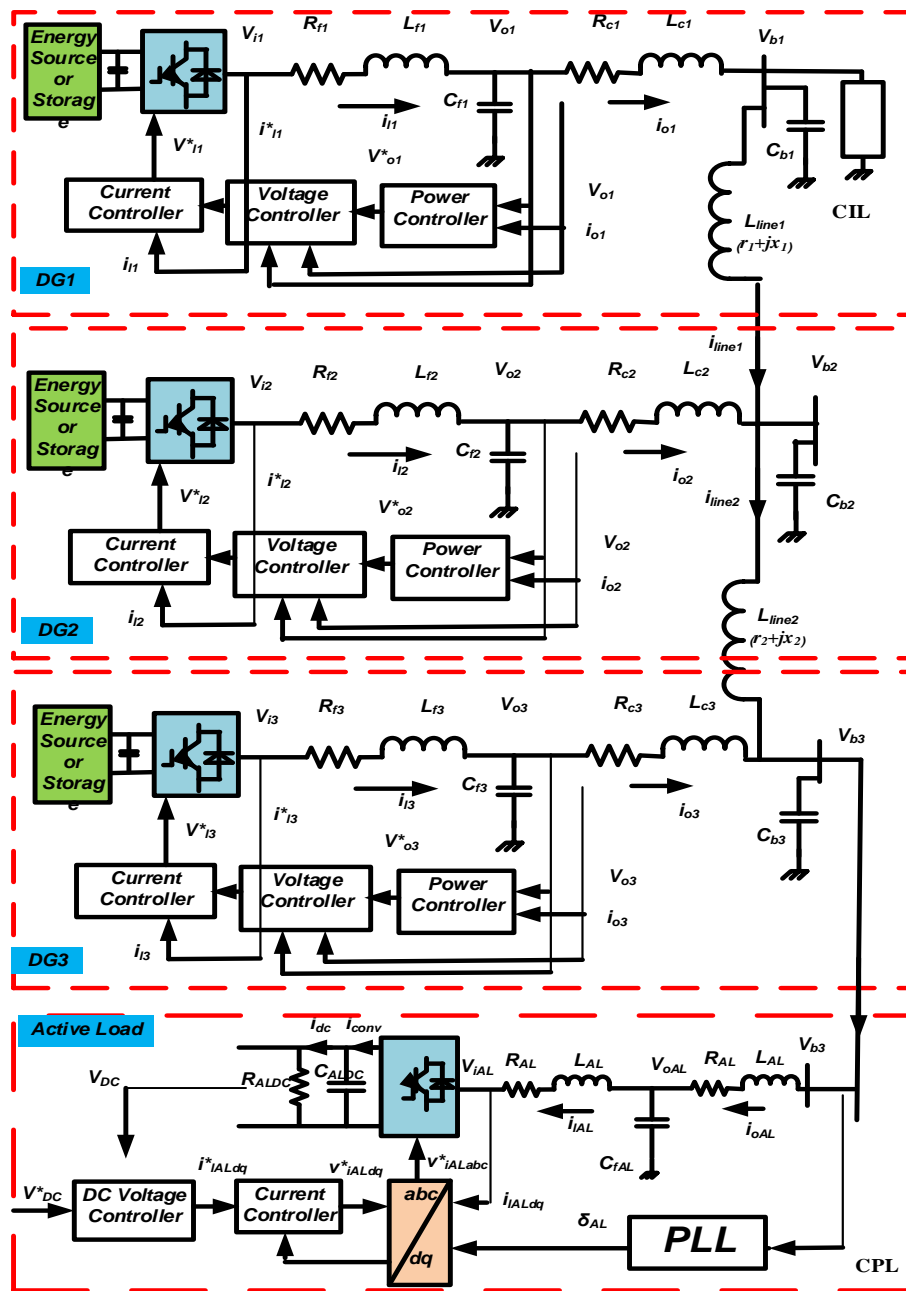 Energy
Source
or
Storag
e
V_i1
R_f1
L_f1
V_o1
R_c1
L_c1
V_b1
C_f1
i_l1
i_o1
C_b1
CIL
V*_l1
i*_l1
V*_o1
Current
Controller
Voltage
Controller
Power
Controller
V_o1
i_o1
i_l1
L_line1
(r_1+jx_1)
DG1
i_line1
Energy
Source
or
Storag
e
V_i2
R_f2
L_f2
V_o2
R_c2
L_c2
V_b2
C_f2
i_l2
i_o2
i_line2
C_b2
V*_l2
i*_l2
V*_o2
Current
Controller
Voltage
Controller
Power
Controller
V_o2
i_o2
i_l2
L_line2
(r_2+jx_2)
DG2
Energy
Source
or
Storag
e
V_i3
R_f3
L_f3
V_o3
R_c3
L_c3
V_b3
C_f3
i_l3
i_o3
C_b3
V*_l3
i*_l3
V*_o3
Current
Controller
Voltage
Controller
Power
Controller
V_o3
i_o3
i_l3
DG3
Active Load
i_dc
i_conv
V_DC
R_ALDC
C_ALDC
V_iAL
R_AL
L_AL
V_oAL
R_AL
L_AL
V_b3
i_lAL
i_oAL
C_fAL
V*_DC
DC Voltage
Controller
i*_lALdq
Current
Controller
v*_iALdq
v*_iALabc
abc
dq
i_lALdq
δ_AL
PLL
CPL